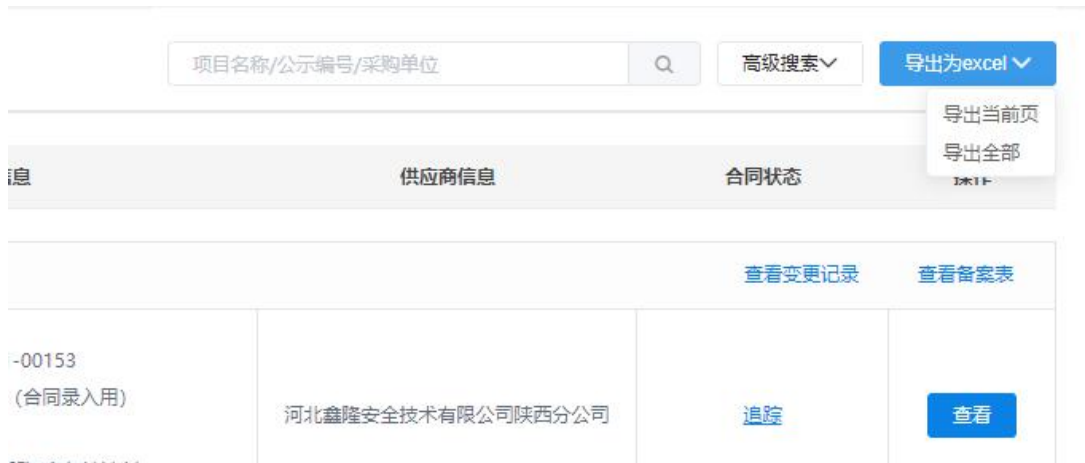 项目名称/公示编号/采购单位
高级搜索
导出为excel
导出当前页
导出全部
息
供应商信息
合同状态
操作
查看变更记录
查看备案表
-00153
(合同录入用)
河北鑫隆安全技术有限公司陕西分公司
追踪
查看